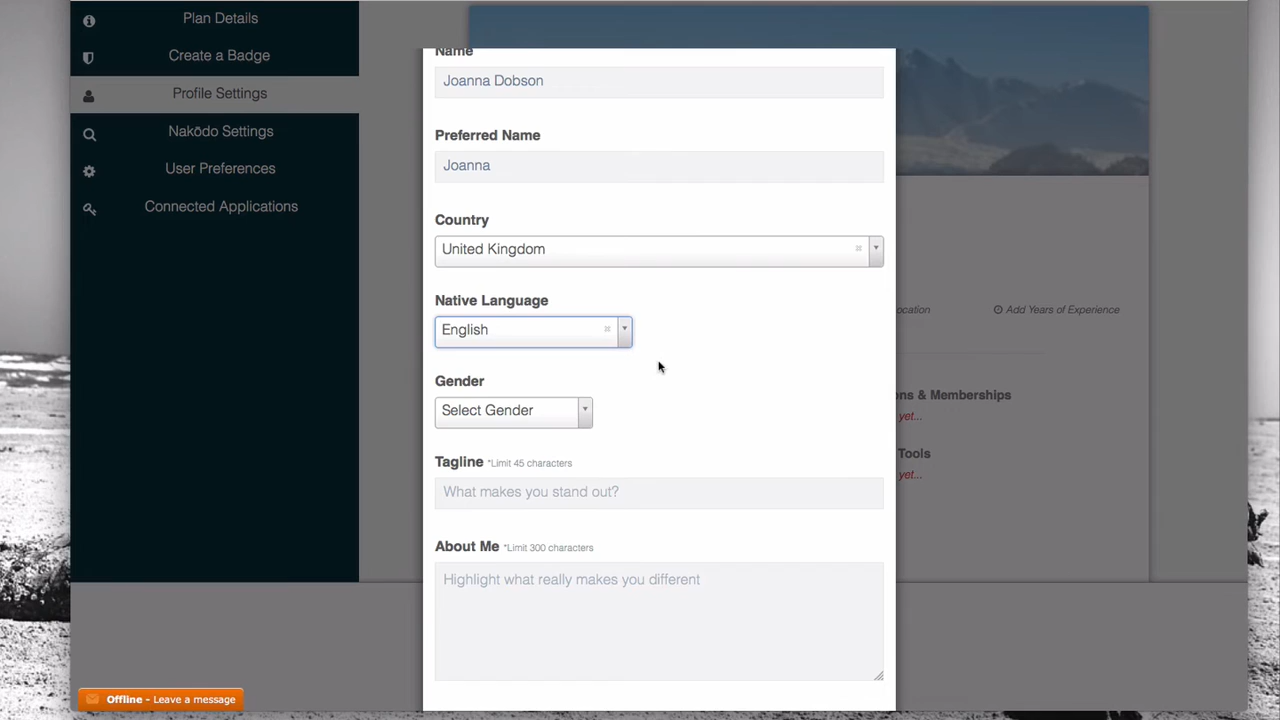 Plan Details
Create a Badge
Profile Settings
Nakōdo Settings
User Preferences
Connected Applications
Name
Joanna Dobson
Preferred Name
Joanna
Country
United Kingdom
Native Language
English
Gender
Select Gender
Tagline *Limit 45 characters
What makes you stand out?
About Me *Limit 300 characters
Highlight what really makes you different
ocation
Add Years of Experience
ns & Memberships
yet...
Tools
yet...
Offline - Leave a message